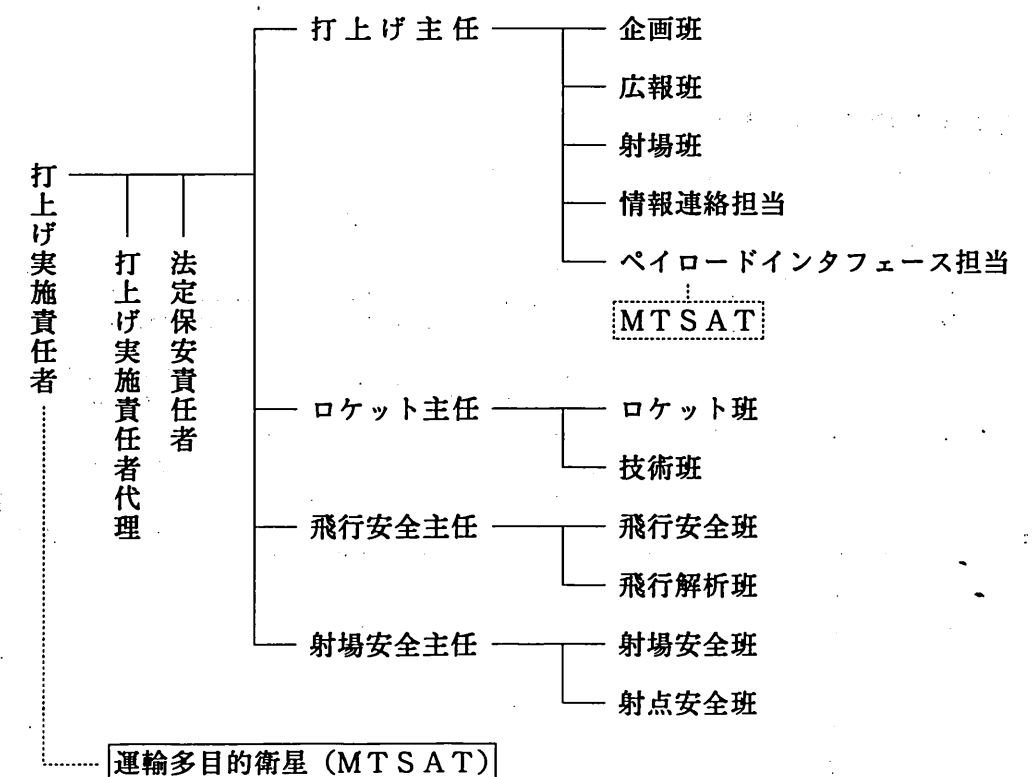 打上げ実施責任者
打上げ実施責任者代理
法定保安責任者
打上げ主任
企画班
広報班
射場班
情報連絡担当
ペイロードインタフェース担当
ＭＴＳＡＴ
ロケット主任
ロケット班
技術班
飛行安全主任
飛行安全班
飛行解析班
射場安全主任
射場安全班
射点安全班
運輸多目的衛星（ＭＴＳＡＴ）